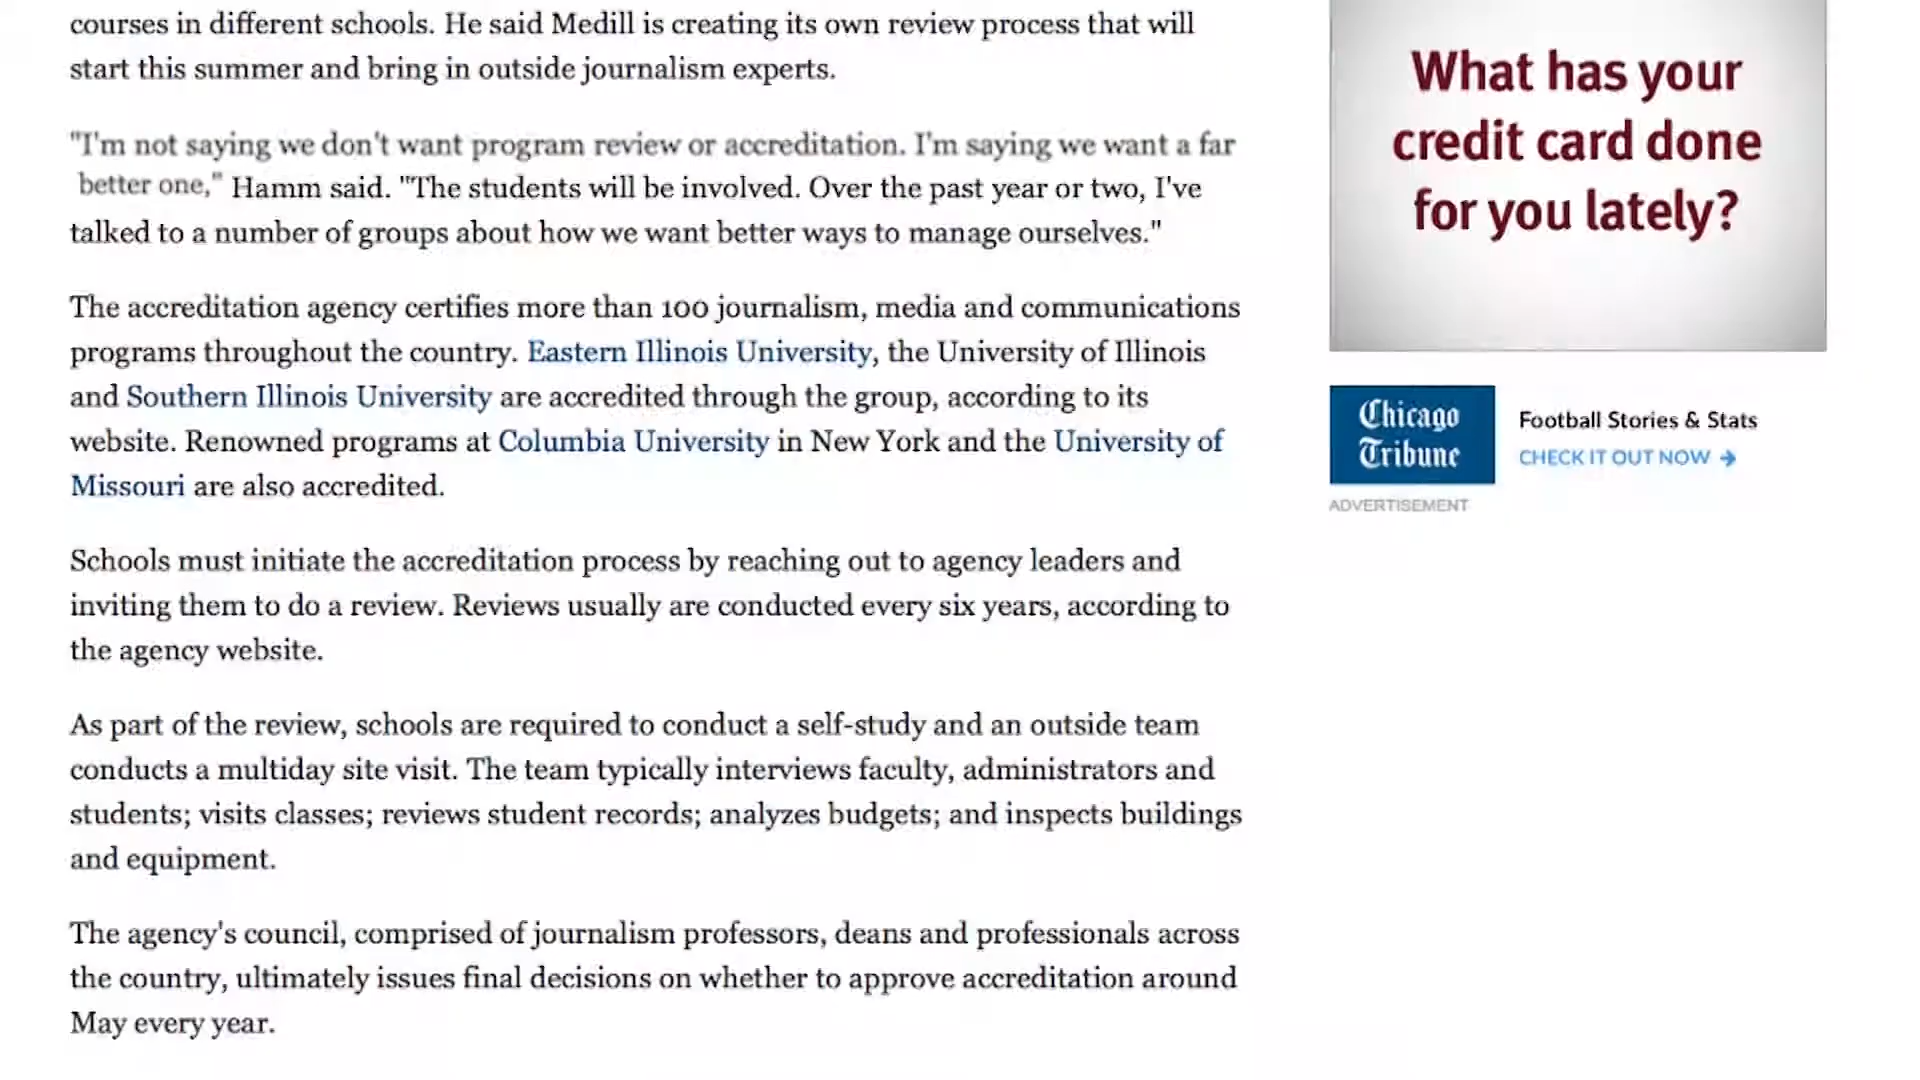 courses in different schools. He said Medill is creating its own review process that will
start this summer and bring in outside journalism experts.
"I'm not saying we don't want program review or accreditation. I'm saying we want a far
better one," Hamm said. "The students will be involved. Over the past year or two, I've
talked to a number of groups about how we want better ways to manage ourselves."
The accreditation agency certifies more than 100 journalism, media and communications
programs throughout the country. Eastern Illinois University, the University of Illinois
and Southern Illinois University are accredited through the group, according to its
website. Renowned programs at Columbia University in New York and the University of
Missouri are also accredited.
Schools must initiate the accreditation process by reaching out to agency leaders and
inviting them to do a review. Reviews usually are conducted every six years, according to
the agency website.
As part of the review, schools are required to conduct a self-study and an outside team
conducts a multiday site visit. The team typically interviews faculty, administrators and
students; visits classes; reviews student records; analyzes budgets; and inspects buildings
and equipment.
The agency's council, comprised of journalism professors, deans and professionals across
the country, ultimately issues final decisions on whether to approve accreditation around
May every year.
What has your
credit card done
for you lately?
Chicago
Tribune
Football Stories & Stats
CHECK IT OUT NOW →
ADVERTISEMENT